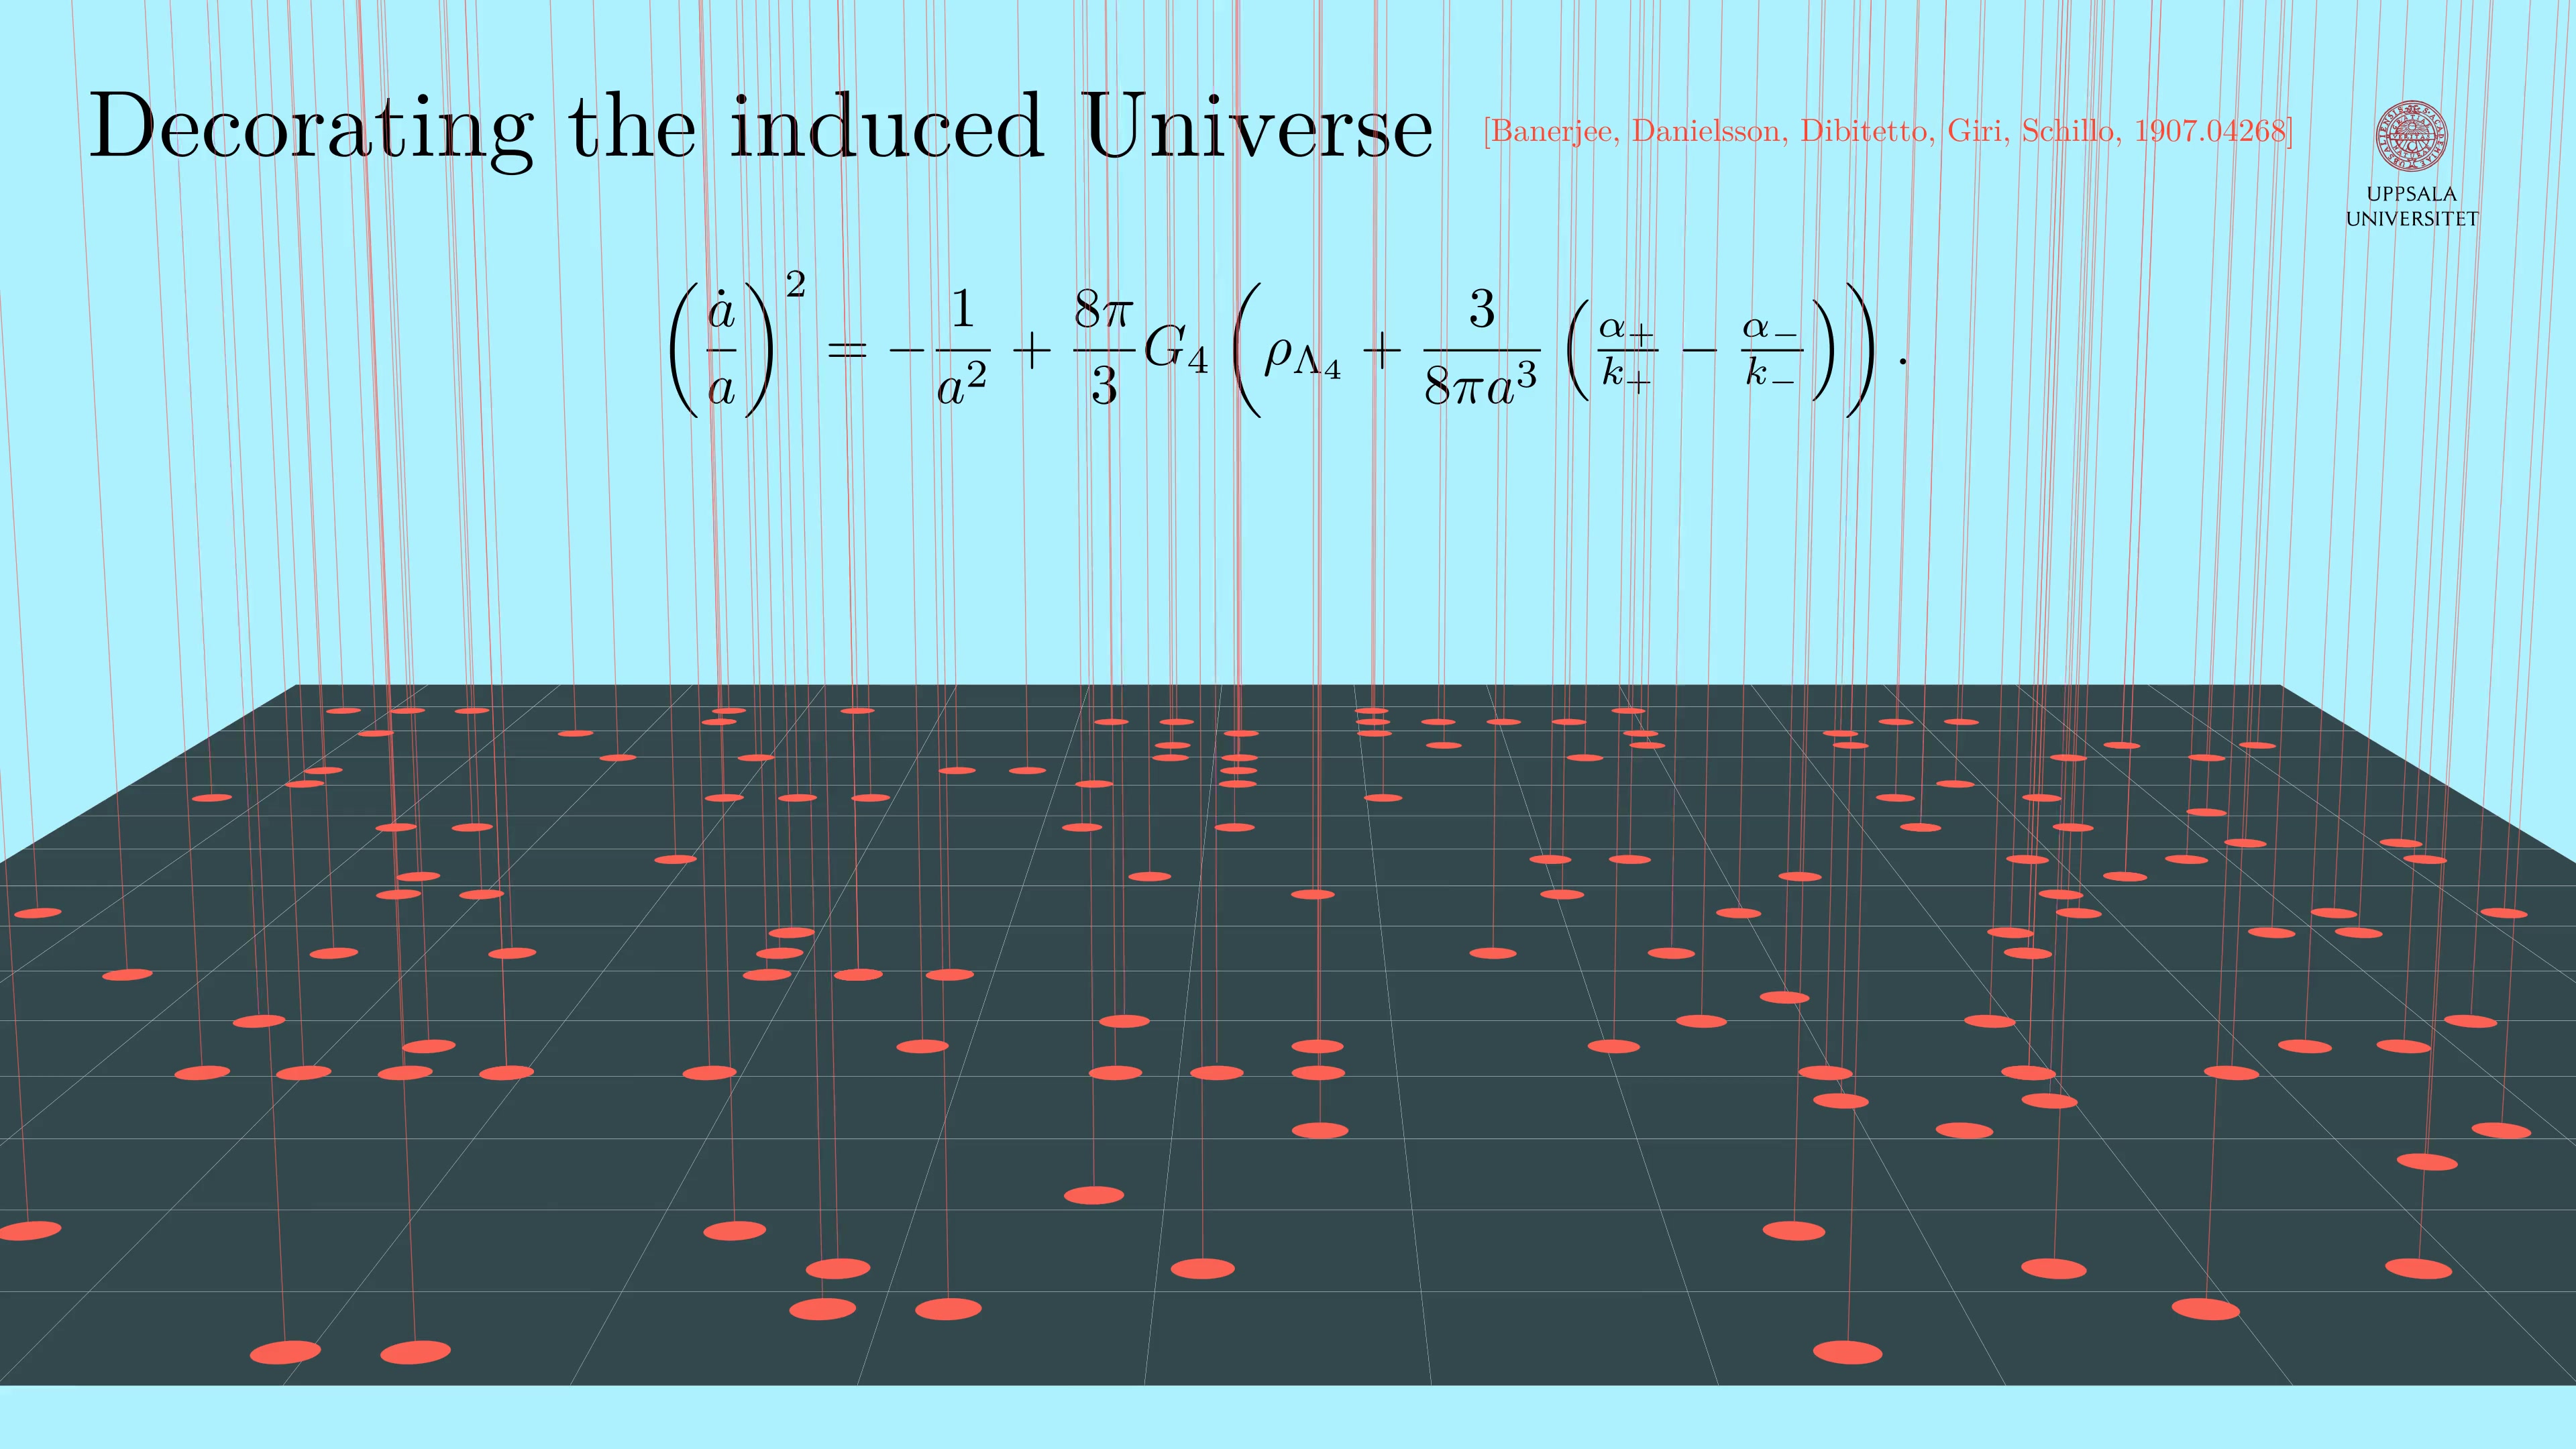 Decorating the induced Universe [Banerjee, Danielsson, Dibitetto, Giri, Schillo, 1907.04268]
UPPSALA
UNIVERSITET
$\left(\frac{\dot{a}}{a}\right)^2 = -\frac{1}{a^2} + \frac{8\pi}{3} G_4 \left( \rho_{\Lambda_4} + \frac{3}{8\pi a^3} \left( \frac{\alpha_+}{k_+} - \frac{\alpha_-}{k_-} \right) \right).$